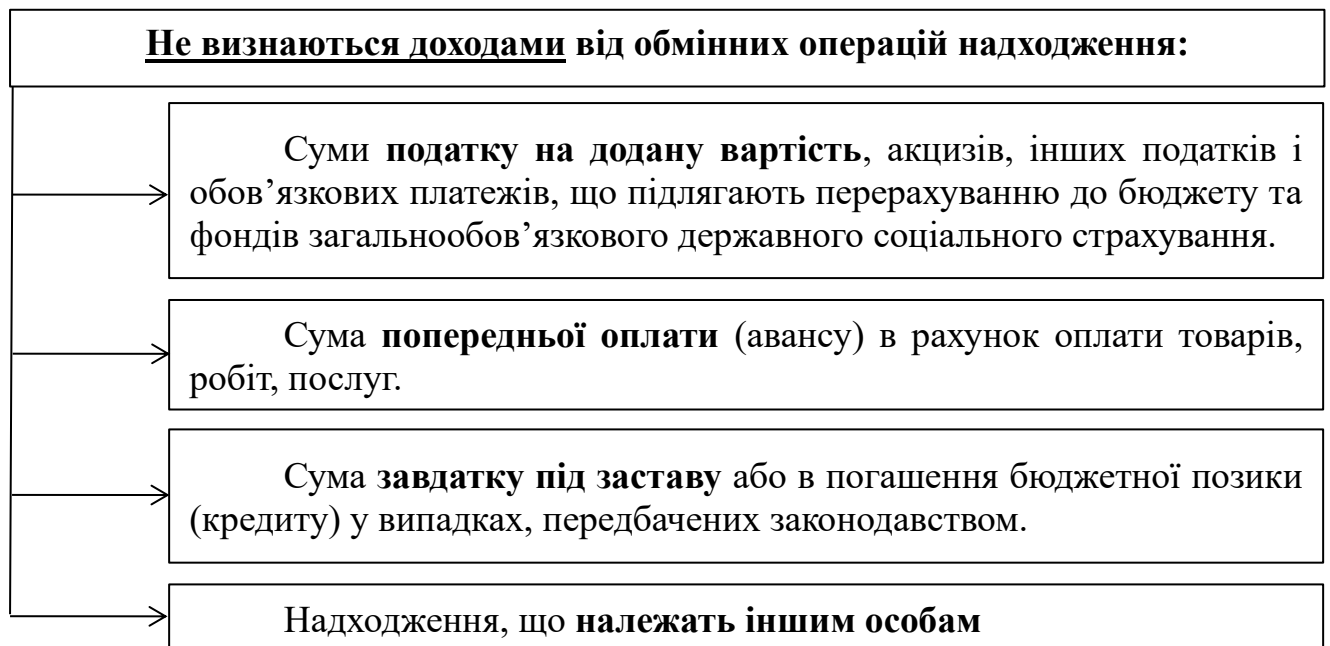 Не визнаються доходами від обмінних операцій надходження:
Суми податку на додану вартість, акцизів, інших податків і
обов’язкових платежів, що підлягають перерахуванню до бюджету та
фондів загальнообов’язкового державного соціального страхування.
Сума попередньої оплати (авансу) в рахунок оплати товарів,
робіт, послуг.
Сума завдатку під заставу або в погашення бюджетної позики
(кредиту) у випадках, передбачених законодавством.
Надходження, що належать іншим особам